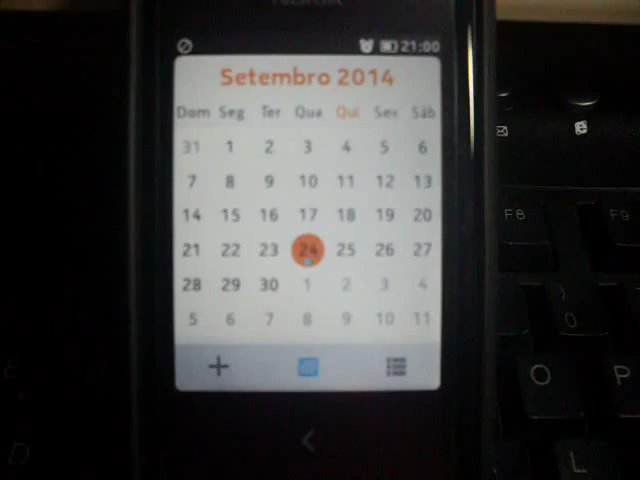 21:00
Setembro 2014
Dom Seg Ter Qua Qui Sex Sáb
31 1 2 3 4 5 6
7 8 9 10 11 12 13
14 15 16 17 18 19 20
21 22 23 24 25 26 27
28 29 30 1 2 3 4
5 6 7 8 9 10 11
F8 F9
O P
L
D